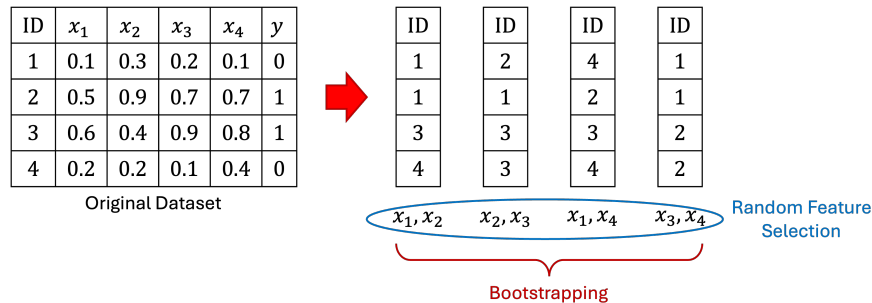 ID x₁ x₂ x₃ x₄ y
1 0.1 0.3 0.2 0.1 0
2 0.5 0.9 0.7 0.7 1
3 0.6 0.4 0.9 0.8 1
4 0.2 0.2 0.1 0.4 0
Original Dataset
ID ID ID ID
1 2 4 1
1 1 2 1
3 3 3 2
4 3 4 2
x₁, x₂ x₂, x₃ x₁, x₄ x₃, x₄
Random Feature
Selection
Bootstrapping